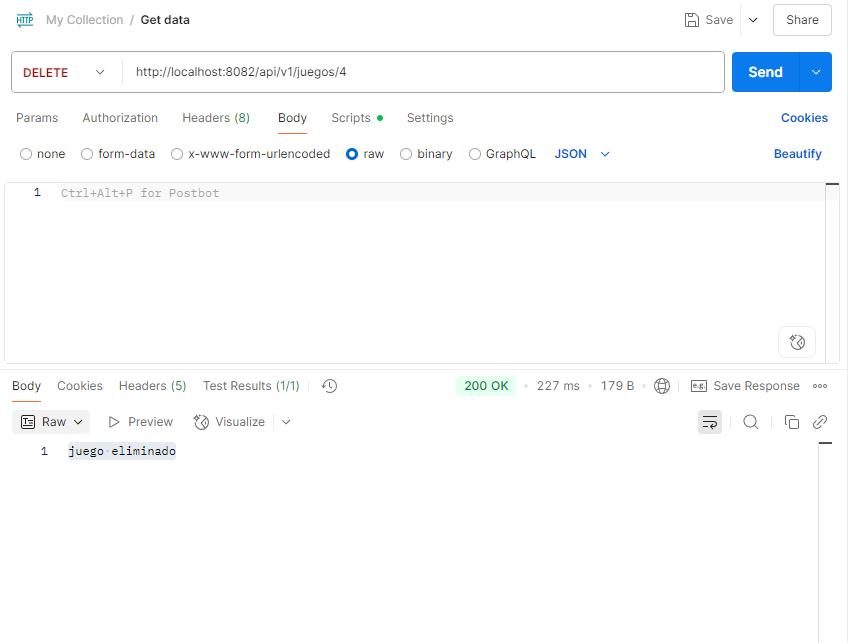 HTTP My Collection / Get data Save Share
DELETE http://localhost:8082/api/v1/juegos/4 Send
Params Authorization Headers (8) Body Scripts Settings Cookies
none form-data x-www-form-urlencoded raw binary GraphQL JSON Beautify
1 Ctrl+Alt+P for Postbot
Body Cookies Headers (5) Test Results (1/1) 200 OK 227 ms 179 B e.g. Save Response
Raw Preview Visualize
1 juego eliminado